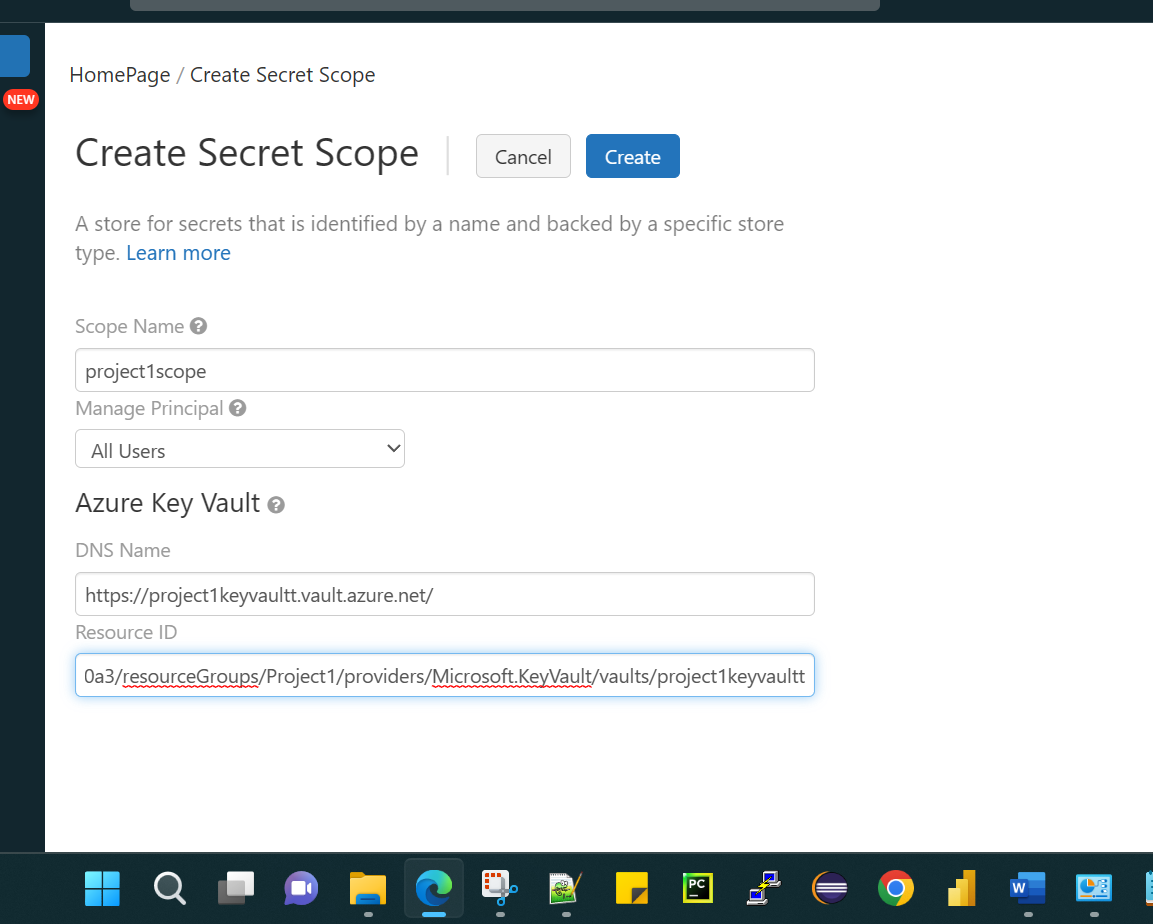 NEW
HomePage / Create Secret Scope
Create Secret Scope
Cancel
Create
A store for secrets that is identified by a name and backed by a specific store
type. Learn more
Scope Name
project1scope
Manage Principal
All Users
Azure Key Vault
DNS Name
https://project1keyvaultt.vault.azure.net/
Resource ID
0a3/resourceGroups/Project1/providers/Microsoft.KeyVault/vaults/project1keyvaultt
PC
W